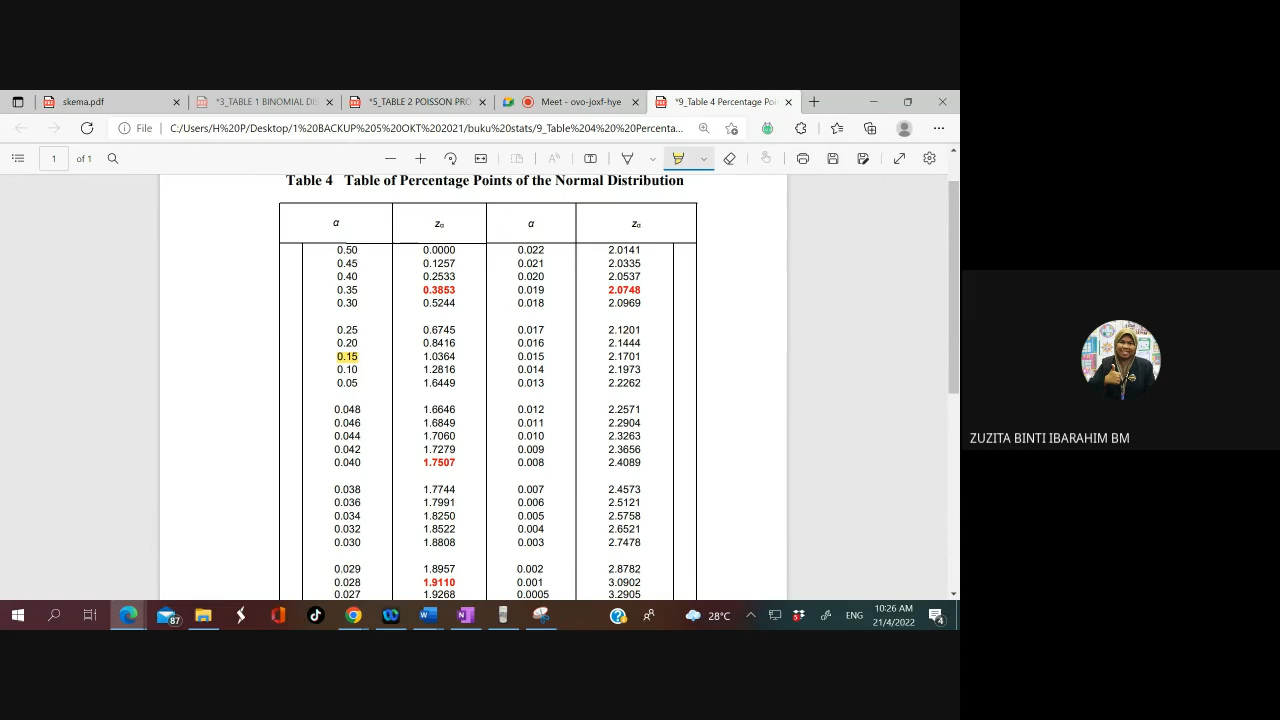 skema.pdf
*3_TABLE 1 BINOMIAL DIS
*5_TABLE 2 POISSON PRO
Meet - ovo-joxf-hye
*9_Table 4 Percentage Poi
File
C:/Users/H%20P/Desktop/1%20BACKUP%205%20OKT%202021/buku%20stats/9_Table%204%20%20Percenta...
1 of 1
Table 4 Table of Percentage Points of the Normal Distribution
α zα α zα
0.50 0.0000 0.022 2.0141
0.45 0.1257 0.021 2.0335
0.40 0.2533 0.020 2.0537
0.35 0.3853 0.019 2.0748
0.30 0.5244 0.018 2.0969
0.25 0.6745 0.017 2.1201
0.20 0.8416 0.016 2.1444
0.15 1.0364 0.015 2.1701
0.10 1.2816 0.014 2.1973
0.05 1.6449 0.013 2.2262
0.048 1.6646 0.012 2.2571
0.046 1.6849 0.011 2.2904
0.044 1.7060 0.010 2.3263
0.042 1.7279 0.009 2.3656
0.040 1.7507 0.008 2.4089
0.038 1.7744 0.007 2.4573
0.036 1.7991 0.006 2.5121
0.034 1.8250 0.005 2.5758
0.032 1.8522 0.004 2.6521
0.030 1.8808 0.003 2.7478
0.029 1.8957 0.002 2.8782
0.028 1.9110 0.001 3.0902
0.027 1.9268 0.0005 3.2905
ZUZITA BINTI IBARAHIM BM
87
28°C
5
ENG
10:26 AM
21/4/2022
4